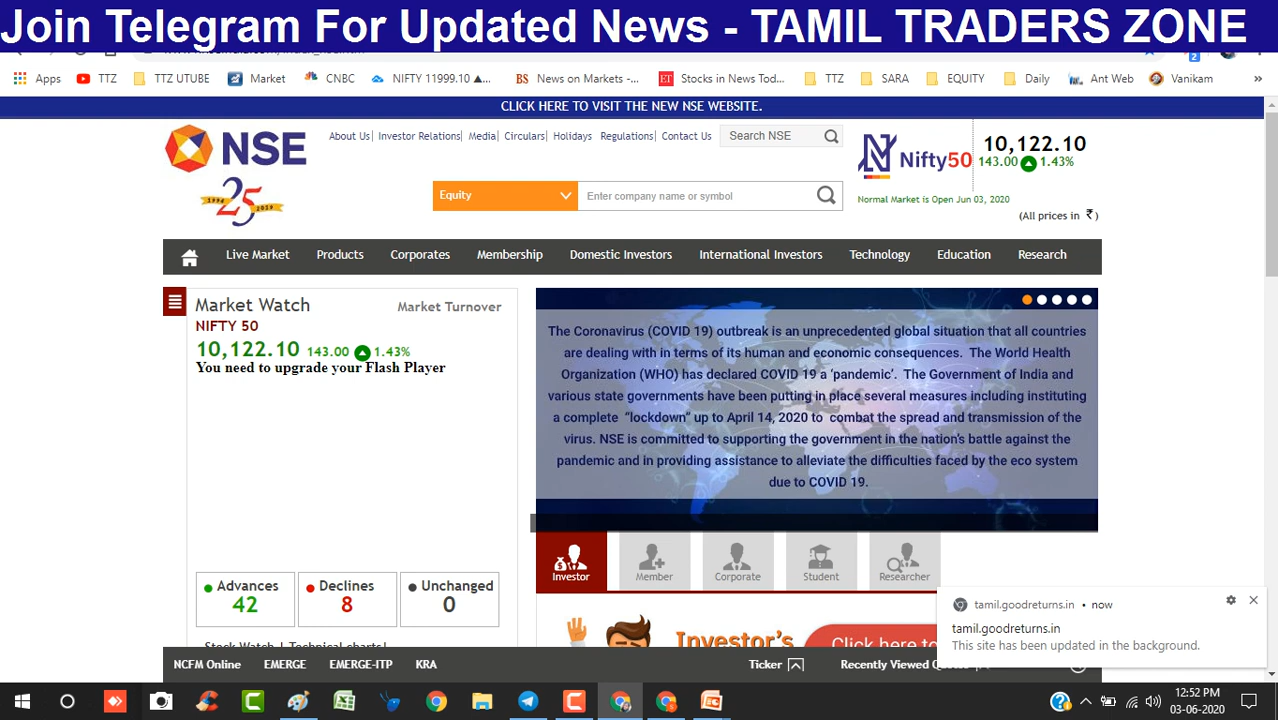 Join Telegram For Updated News - TAMIL TRADERS ZONE
2
Apps
TTZ
TTZ UTUBE
Market
CNBC
NIFTY 11999.10 ▲...
BS
News on Markets -...
ET
Stocks in News Tod...
TTZ
SARA
EQUITY
Daily
Ant Web
Vanikam
»
CLICK HERE TO VISIT THE NEW NSE WEBSITE.
NSE
1994 25 2019
About Us| Investor Relations| Media| Circulars| Holidays Regulations| Contact Us
Search NSE
Equity
Enter company name or symbol
Nifty50
10,122.10
143.00 1.43%
Normal Market is Open Jun 03, 2020
(All prices in ₹)
Live Market Products Corporates Membership Domestic Investors International Investors Technology Education Research
Market Watch
Market Turnover
NIFTY 50
10,122.10 143.00 1.43%
You need to upgrade your Flash Player
The Coronavirus (COVID 19) outbreak is an unprecedented global situation that all countries
are dealing with in terms of its human and economic consequences. The World Health
Organization (WHO) has declared COVID 19 a ‘pandemic’. The Government of India and
various state governments have been putting in place several measures including instituting
a complete “lockdown” up to April 14, 2020 to combat the spread and transmission of the
virus. NSE is committed to supporting the government in the nation's battle against the
pandemic and in providing assistance to alleviate the difficulties faced by the eco system
due to COVID 19.
Advances
42
Declines
8
Unchanged
0
Investor
Member
Corporate
Student
Researcher
Stock Watch | Technical charts!
Investor's
Click here to
tamil.goodreturns.in • now
tamil.goodreturns.in
This site has been updated in the background.
NCFM Online EMERGE EMERGE-ITP KRA
Ticker
Recently Viewed
12:52 PM
03-06-2020